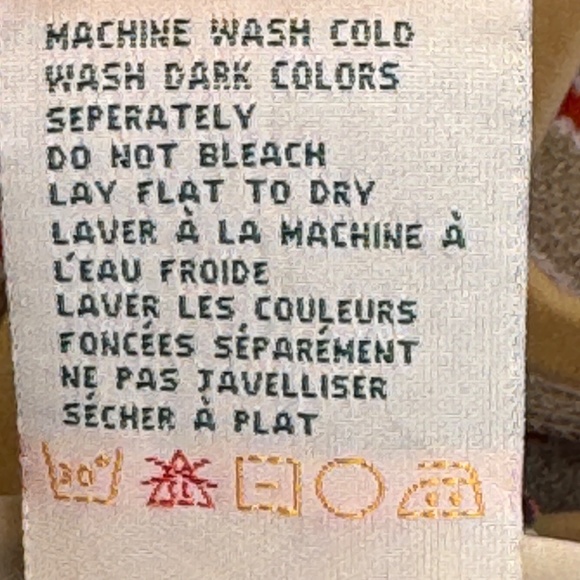 MACHINE WASH COLD
WASH DARK COLORS
SEPERATELY
DO NOT BLEACH
LAY FLAT TO DRY
LAVER À LA MACHINE À
L'EAU FROIDE
LAVER LES COULEURS
FONCÉES SÉPARÉMENT
NE PAS JAVELLISER
SÉCHER À PLAT
30°